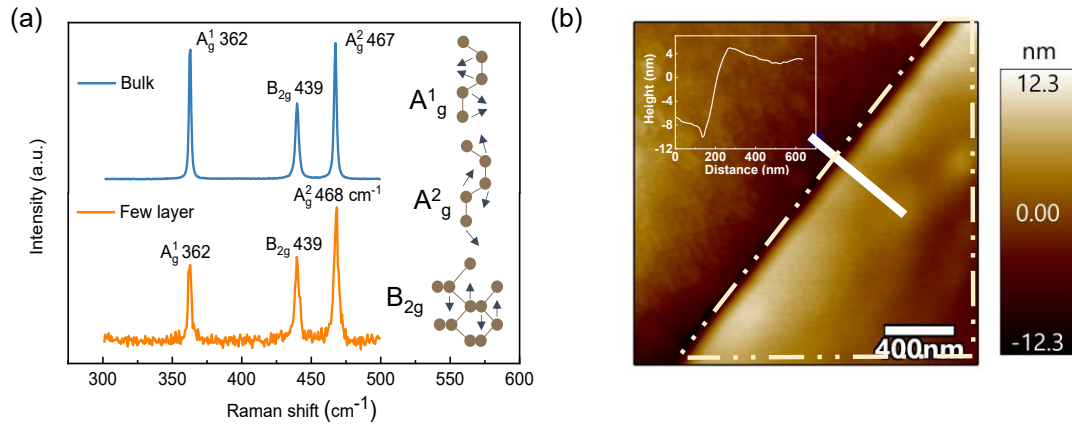 (a)
A¹g 362
A²g 467
Bulk
B2g 439
A¹g
A²g 468 cm⁻¹
Few layer
A¹g 362
B2g 439
A²g
B2g
Intensity (a.u.)
300 350 400 450 500 550 600
Raman shift (cm⁻¹)
(b)
4
0
-4
-8
-12
Height (nm)
0 200 400 600
Distance (nm)
400nm
nm
12.3
0.00
-12.3